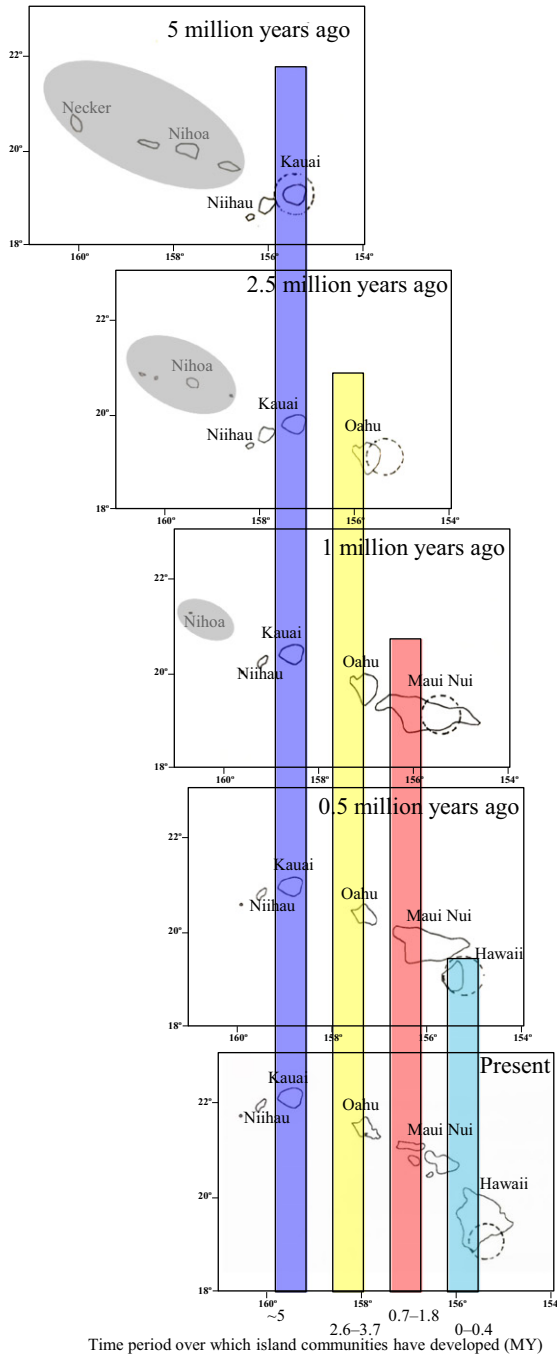 5 million years ago
22°
Necker
Nihoa
20°
Kauai
Niihau
18°
160° 158° 156° 154°
2.5 million years ago
22°
Nihoa
Kauai
20°
Oahu
Niihau
18°
160° 158° 156° 154°
1 million years ago
22°
Nihoa
Kauai
20°
Niihau
Oahu
Maui Nui
18°
160° 158° 156° 154°
0.5 million years ago
22°
Kauai
Niihau
Oahu
Maui Nui
20°
Hawaii
18°
160° 158° 156° 154°
Present
Kauai
22°
Niihau
Oahu
Maui Nui
Hawaii
20°
18°
160° 158° 156° 154°
~5 0.7–1.8
2.6–3.7 0–0.4
Time period over which island communities have developed (MY)